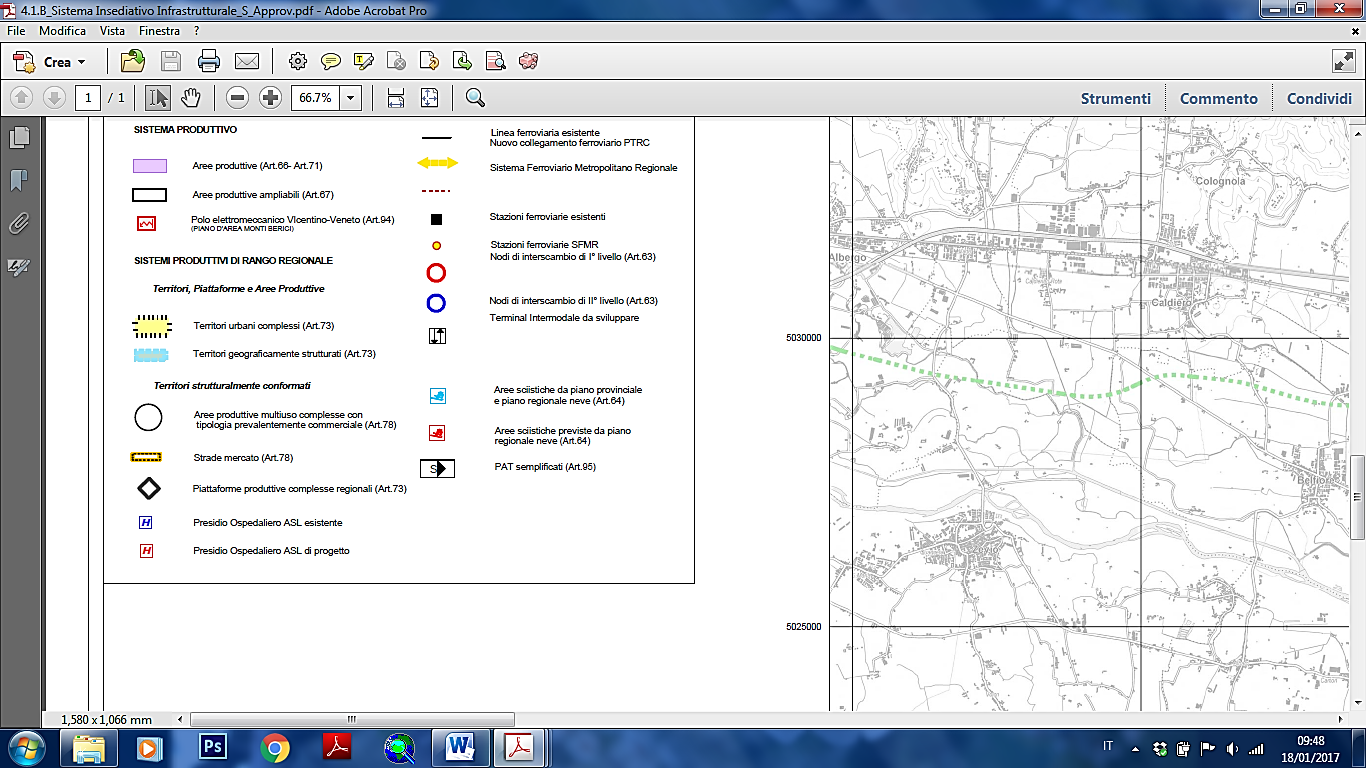 4.1.B_Sistema Insediativo Infrastrutturale_S_Approv.pdf - Adobe Acrobat Pro
File Modifica Vista Finestra ?
Crea
1 / 1
66.7%
Strumenti Commento Condividi
SISTEMA PRODUTTIVO
Aree produttive (Art.66- Art.71)
Aree produttive ampliabili (Art.67)
Polo elettromeccanico VIcentino-Veneto (Art.94)
(PIANO D'AREA MONTI BERICI)
SISTEMI PRODUTTIVI DI RANGO REGIONALE
Territori, Piattaforme e Aree Produttive
Territori urbani complessi (Art.73)
Territori geograficamente strutturati (Art.73)
Territori strutturalmente conformati
Aree produttive multiuso complesse con
tipologia prevalentemente commerciale (Art.78)
Strade mercato (Art.78)
Piattaforme produttive complesse regionali (Art.73)
H
Presidio Ospedaliero ASL esistente
H
Presidio Ospedaliero ASL di progetto
Linea ferroviaria esistente
Nuovo collegamento ferroviario PTRC
Sistema Ferroviario Metropolitano Regionale
Stazioni ferroviarie esistenti
Stazioni ferroviarie SFMR
Nodi di interscambio di I° livello (Art.63)
Nodi di interscambio di II° livello (Art.63)
Terminal Intermodale da sviluppare
Aree sciistiche da piano provinciale
e piano regionale neve (Art.64)
Aree sciistiche previste da piano
regionale neve (Art.64)
S
PAT semplificati (Art.95)
Colognola
Albergo
Caldiero
5030000
Belfiore
5025000
1,580 x 1,066 mm
Ps
W
IT
09:48
18/01/2017